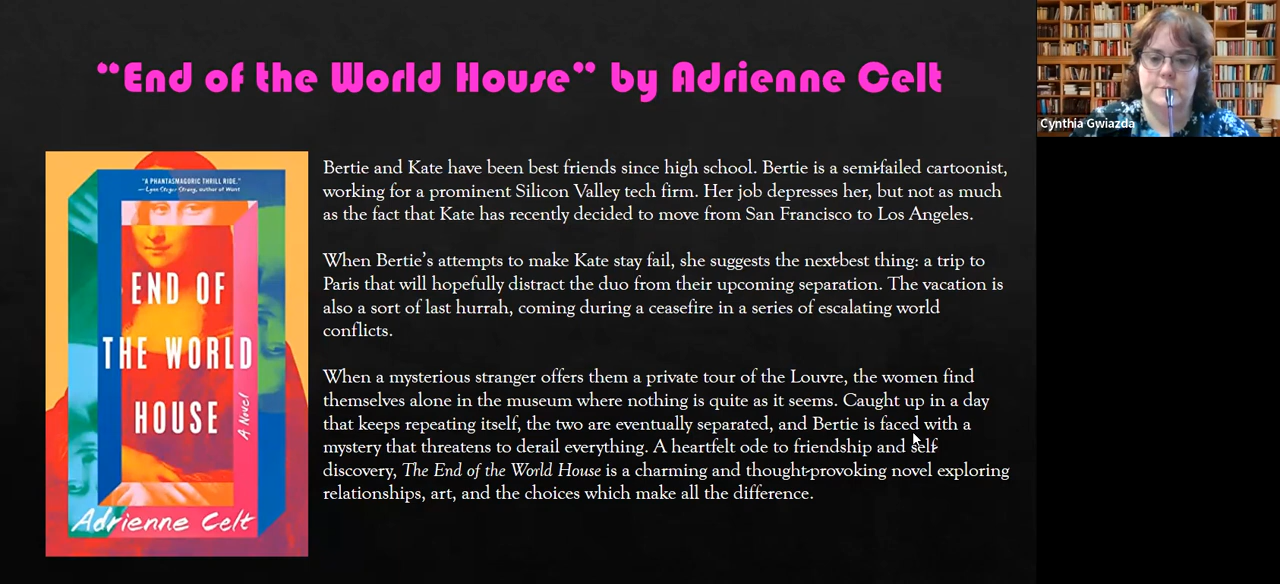 “End of the World House” by Adrienne Celt
Cynthia Gwiazda
"A PHANTASMAGORIC THRILL RIDE."
—Lynn Steger Strong, author of Want
END OF
THE WORLD
HOUSE
A Novel
Adrienne Celt
Bertie and Kate have been best friends since high school. Bertie is a semi-failed cartoonist,
working for a prominent Silicon Valley tech firm. Her job depresses her, but not as much
as the fact that Kate has recently decided to move from San Francisco to Los Angeles.
When Bertie’s attempts to make Kate stay fail, she suggests the next-best thing: a trip to
Paris that will hopefully distract the duo from their upcoming separation. The vacation is
also a sort of last hurrah, coming during a ceasefire in a series of escalating world
conflicts.
When a mysterious stranger offers them a private tour of the Louvre, the women find
themselves alone in the museum where nothing is quite as it seems. Caught up in a day
that keeps repeating itself, the two are eventually separated, and Bertie is faced with a
mystery that threatens to derail everything. A heartfelt ode to friendship and self-
discovery, The End of the World House is a charming and thought-provoking novel exploring
relationships, art, and the choices which make all the difference.